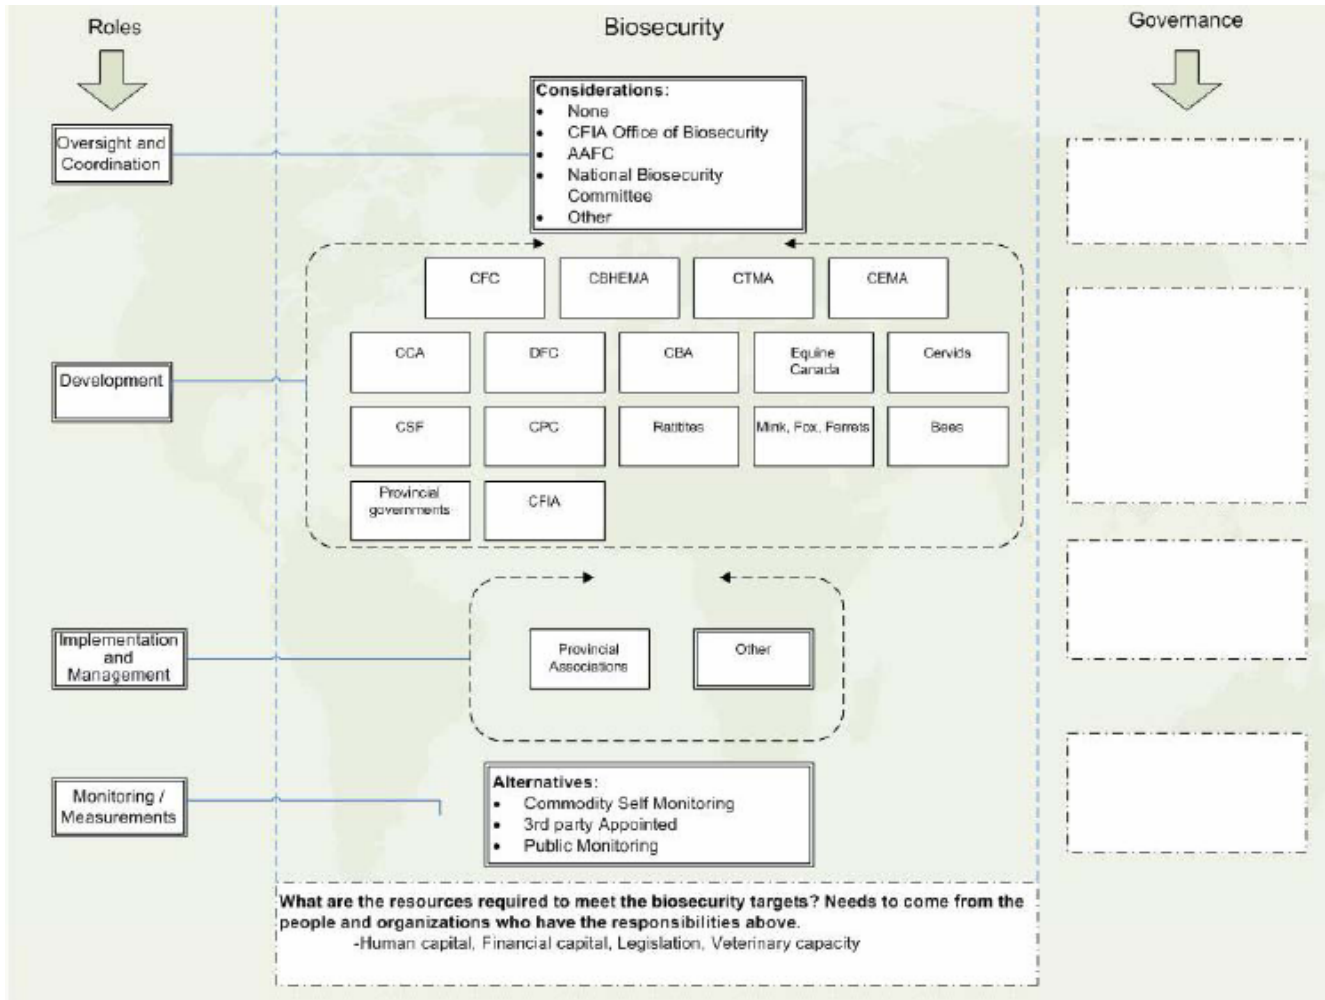 Roles
Biosecurity
Governance
Considerations:
• None
• CFIA Office of Biosecurity
• AAFC
• National Biosecurity
Committee
• Other
Oversight and
Coordination
CFC
CBHEMA
CTMA
CEMA
CCA
DFC
CBA
Equine
Canada
Cervids
Development
CSF
CPC
Ratitites
Mink, Fox, Ferrets
Bees
Provincial
governments
CFIA
Implementation
and
Management
Provincial
Associations
Other
Monitoring /
Measurements
Alternatives:
• Commodity Self Monitoring
• 3rd party Appointed
• Public Monitoring
What are the resources required to meet the biosecurity targets? Needs to come from the
people and organizations who have the responsibilities above.
-Human capital, Financial capital, Legislation, Veterinary capacity